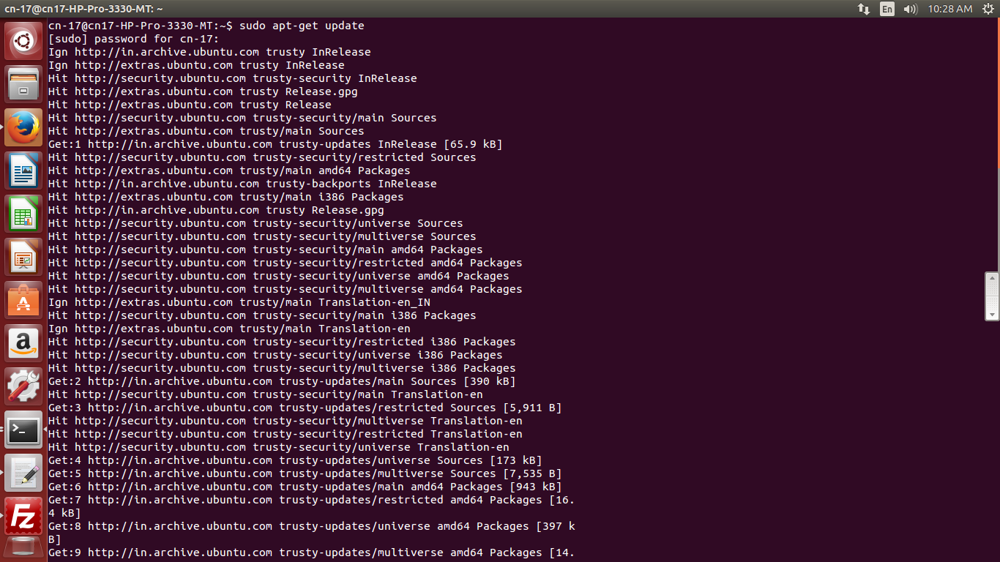 cn-17@cn17-HP-Pro-3330-MT: ~
En
10:28 AM
cn-17@cn17-HP-Pro-3330-MT:~$ sudo apt-get update
[sudo] password for cn-17:
Ign http://in.archive.ubuntu.com trusty InRelease
Ign http://extras.ubuntu.com trusty InRelease
Hit http://security.ubuntu.com trusty-security InRelease
Hit http://extras.ubuntu.com trusty Release.gpg
Hit http://extras.ubuntu.com trusty Release
Hit http://security.ubuntu.com trusty-security/main Sources
Hit http://extras.ubuntu.com trusty/main Sources
Get:1 http://in.archive.ubuntu.com trusty-updates InRelease [65.9 kB]
Hit http://security.ubuntu.com trusty-security/restricted Sources
Hit http://extras.ubuntu.com trusty/main amd64 Packages
Hit http://in.archive.ubuntu.com trusty-backports InRelease
Hit http://extras.ubuntu.com trusty/main i386 Packages
Hit http://in.archive.ubuntu.com trusty Release.gpg
Hit http://security.ubuntu.com trusty-security/universe Sources
Hit http://security.ubuntu.com trusty-security/multiverse Sources
Hit http://security.ubuntu.com trusty-security/main amd64 Packages
Hit http://security.ubuntu.com trusty-security/restricted amd64 Packages
Hit http://security.ubuntu.com trusty-security/universe amd64 Packages
Hit http://security.ubuntu.com trusty-security/multiverse amd64 Packages
Ign http://extras.ubuntu.com trusty/main Translation-en_IN
Hit http://security.ubuntu.com trusty-security/main i386 Packages
Ign http://extras.ubuntu.com trusty/main Translation-en
Hit http://security.ubuntu.com trusty-security/restricted i386 Packages
Hit http://security.ubuntu.com trusty-security/universe i386 Packages
Hit http://security.ubuntu.com trusty-security/multiverse i386 Packages
Get:2 http://in.archive.ubuntu.com trusty-updates/main Sources [390 kB]
Hit http://security.ubuntu.com trusty-security/main Translation-en
Get:3 http://in.archive.ubuntu.com trusty-updates/restricted Sources [5,911 B]
Hit http://security.ubuntu.com trusty-security/multiverse Translation-en
Hit http://security.ubuntu.com trusty-security/restricted Translation-en
Hit http://security.ubuntu.com trusty-security/universe Translation-en
Get:4 http://in.archive.ubuntu.com trusty-updates/universe Sources [173 kB]
Get:5 http://in.archive.ubuntu.com trusty-updates/multiverse Sources [7,535 B]
Get:6 http://in.archive.ubuntu.com trusty-updates/main amd64 Packages [943 kB]
Get:7 http://in.archive.ubuntu.com trusty-updates/restricted amd64 Packages [16.
4 kB]
Get:8 http://in.archive.ubuntu.com trusty-updates/universe amd64 Packages [397 k
B]
Get:9 http://in.archive.ubuntu.com trusty-updates/multiverse amd64 Packages [14.
A
a
>_
Fz